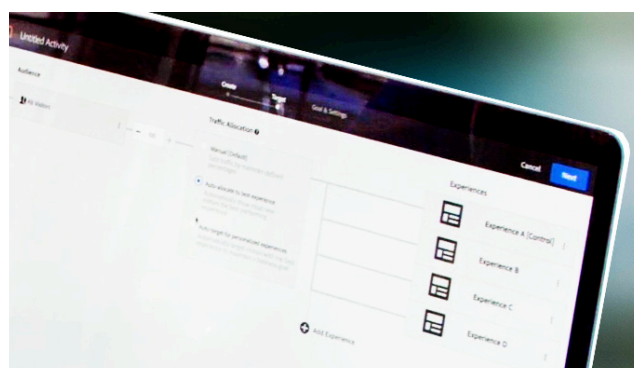 Untitled Activity
Create
Target
Goal & Settings
Cancel
Next
Audience
All Visitors
Traffic Allocation
Manual (Default)
Auto-allocate to best experience
Auto-target for personalized experiences
Experiences
Experience A (Control)
Experience B
Experience C
Experience D
Add Experience